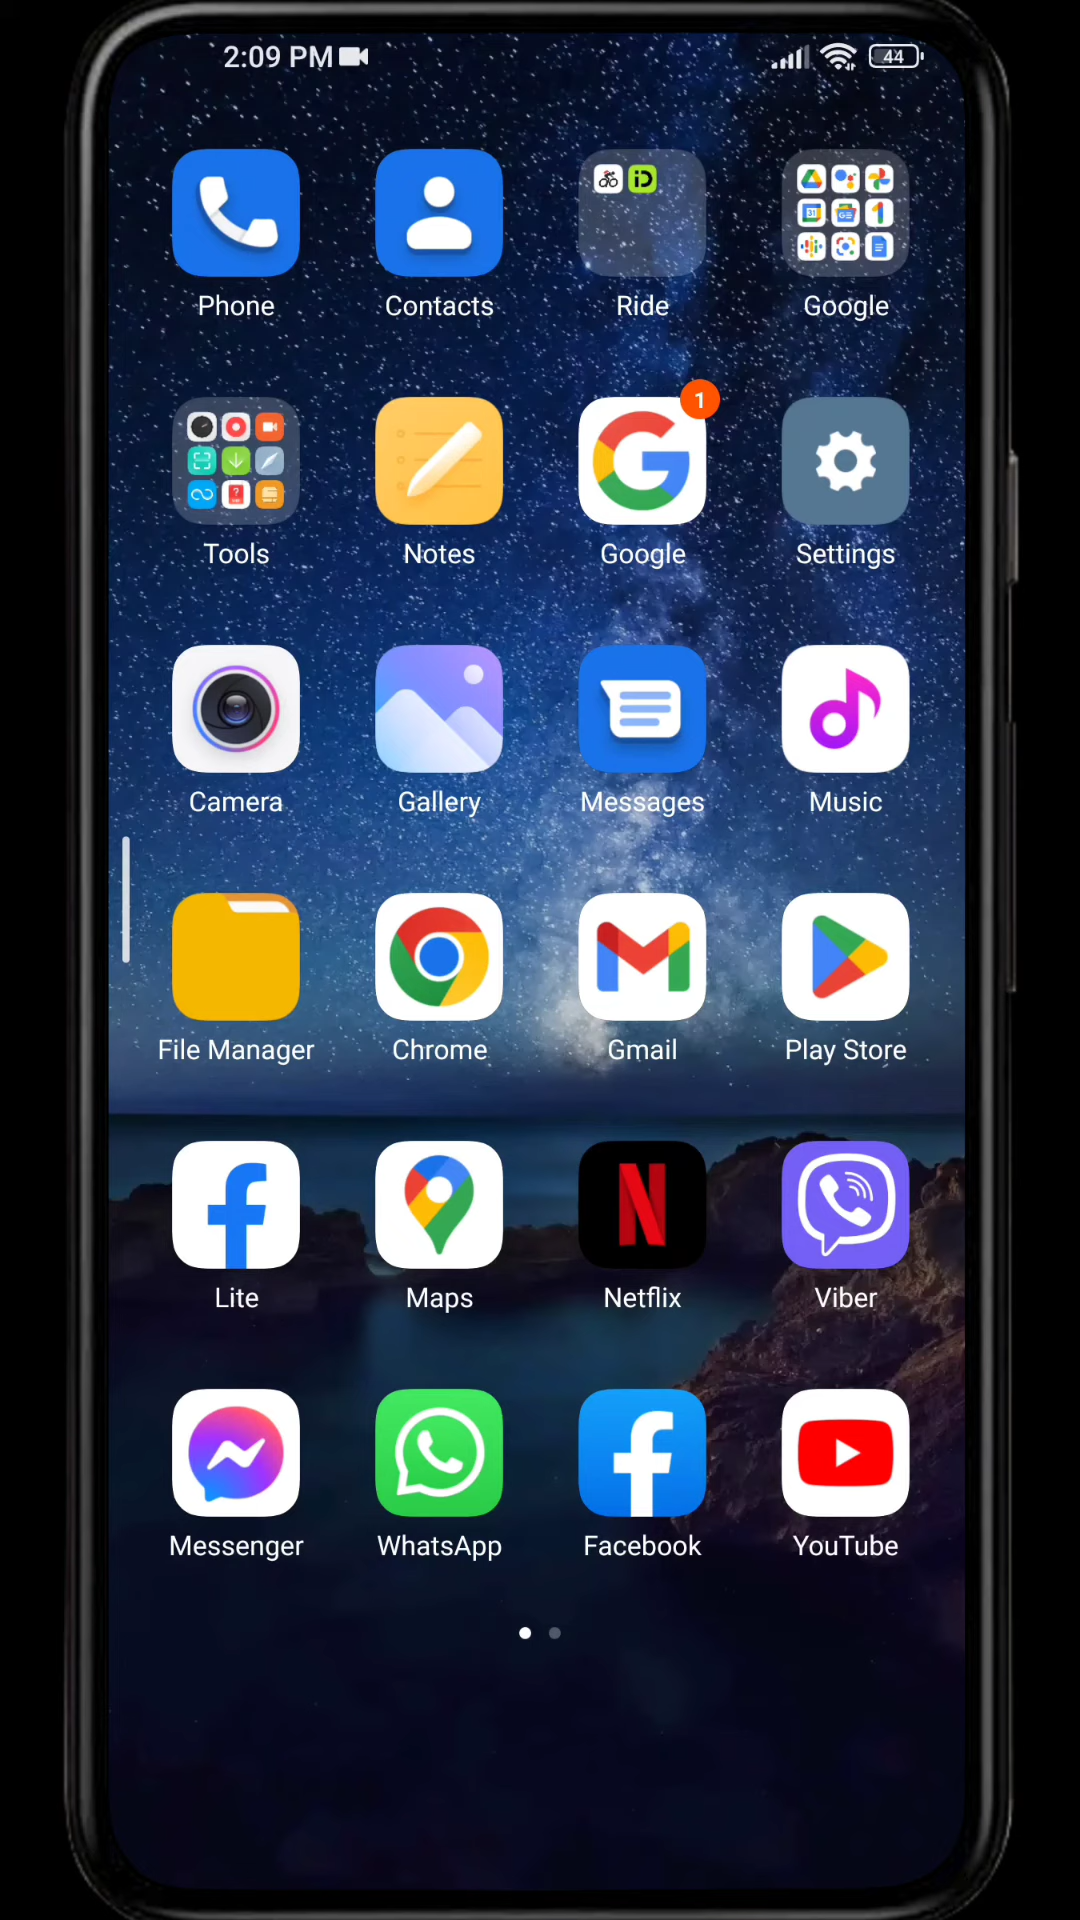 2:09 PM
44
Phone Contacts Ride Google
1
Tools Notes Google Settings
Camera Gallery Messages Music
File Manager Chrome Gmail Play Store
Lite Maps Netflix Viber
Messenger WhatsApp Facebook YouTube